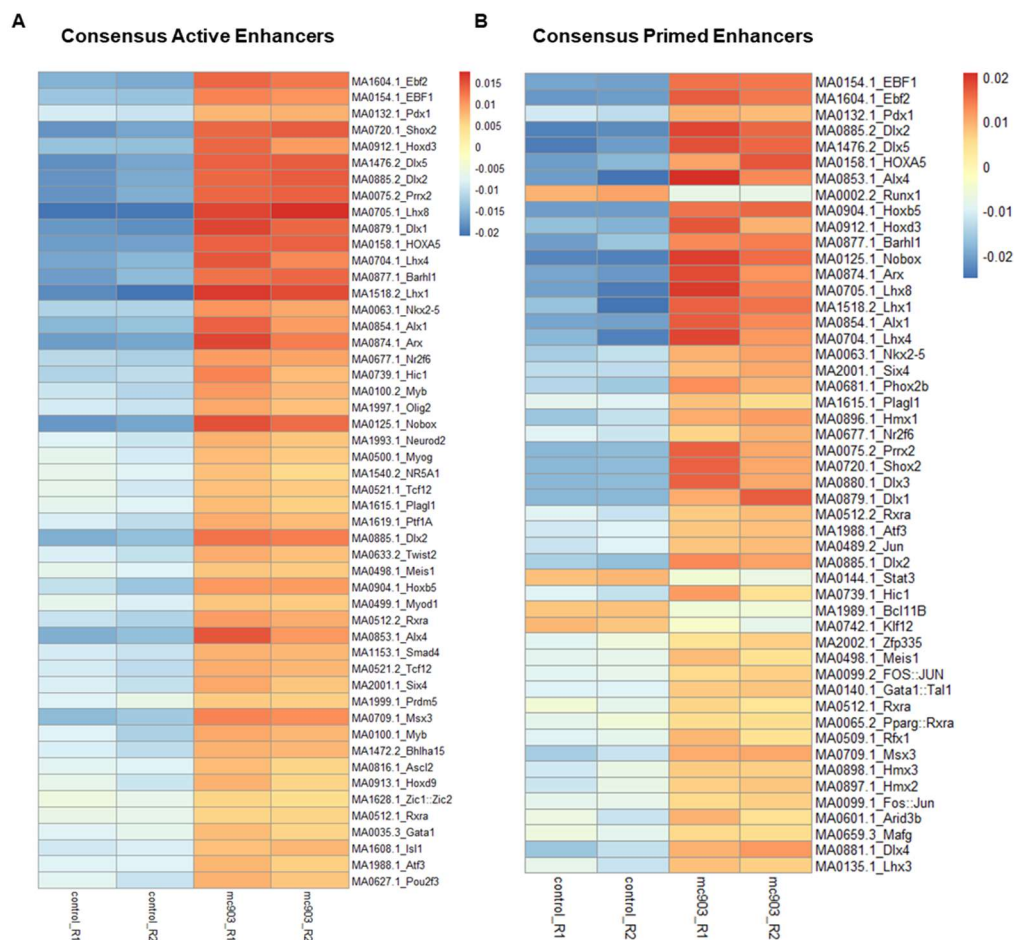 A
Consensus Active Enhancers
MA1604.1_Ebf2
MA0154.1_EBF1
MA0132.1_Pdx1
MA0720.1_Shox2
MA0912.1_Hoxd3
MA1476.2_Dlx5
MA0885.2_Dlx2
MA0075.2_Prrx2
MA0705.1_Lhx8
MA0879.1_Dlx1
MA0158.1_HOXA5
MA0704.1_Lhx4
MA0877.1_Barhl1
MA1518.2_Lhx1
MA0063.1_Nkx2-5
MA0854.1_Alx1
MA0874.1_Arx
MA0677.1_Nr2f6
MA0739.1_Hic1
MA0100.2_Myb
MA1997.1_Olig2
MA0125.1_Nobox
MA1993.1_Neurod2
MA0500.1_Myog
MA1540.2_NR5A1
MA0521.1_Tcf12
MA1615.1_Plagl1
MA1619.1_Ptf1A
MA0885.1_Dlx2
MA0633.2_Twist2
MA0498.1_Meis1
MA0904.1_Hoxb5
MA0499.1_Myod1
MA0512.2_Rxra
MA0853.1_Alx4
MA1153.1_Smad4
MA0521.2_Tcf12
MA2001.1_Six4
MA1999.1_Prdm5
MA0709.1_Msx3
MA0100.1_Myb
MA1472.2_Bhlha15
MA0816.1_Ascl2
MA0913.1_Hoxd9
MA1628.1_Zic1::Zic2
MA0512.1_Rxra
MA0035.3_Gata1
MA1608.1_Isl1
MA1988.1_Atf3
MA0627.1_Pou2f3
control_R1
control_R2
mc903_R1
mc903_R2
0.015
0.01
0.005
0
-0.005
-0.01
-0.015
-0.02
B
Consensus Primed Enhancers
MA0154.1_EBF1
MA1604.1_Ebf2
MA0132.1_Pdx1
MA0885.2_Dlx2
MA1476.2_Dlx5
MA0158.1_HOXA5
MA0853.1_Alx4
MA0002.2_Runx1
MA0904.1_Hoxb5
MA0912.1_Hoxd3
MA0877.1_Barhl1
MA0125.1_Nobox
MA0874.1_Arx
MA0705.1_Lhx8
MA1518.2_Lhx1
MA0854.1_Alx1
MA0704.1_Lhx4
MA0063.1_Nkx2-5
MA2001.1_Six4
MA0681.1_Phox2b
MA1615.1_Plagl1
MA0896.1_Hmx1
MA0677.1_Nr2f6
MA0075.2_Prrx2
MA0720.1_Shox2
MA0880.1_Dlx3
MA0879.1_Dlx1
MA0512.2_Rxra
MA1988.1_Atf3
MA0489.2_Jun
MA0885.1_Dlx2
MA0144.1_Stat3
MA0739.1_Hic1
MA1989.1_Bcl11B
MA0742.1_Klf12
MA2002.1_Zfp335
MA0498.1_Meis1
MA0099.2_FOS::JUN
MA0140.1_Gata1::Tal1
MA0512.1_Rxra
MA0065.2_Pparg::Rxra
MA0509.1_Rfx1
MA0709.1_Msx3
MA0898.1_Hmx3
MA0897.1_Hmx2
MA0099.1_Fos::Jun
MA0601.1_Arid3b
MA0659.3_Mafg
MA0881.1_Dlx4
MA0135.1_Lhx3
control_R1
control_R2
mc903_R1
mc903_R2
0.02
0.01
0
-0.01
-0.02